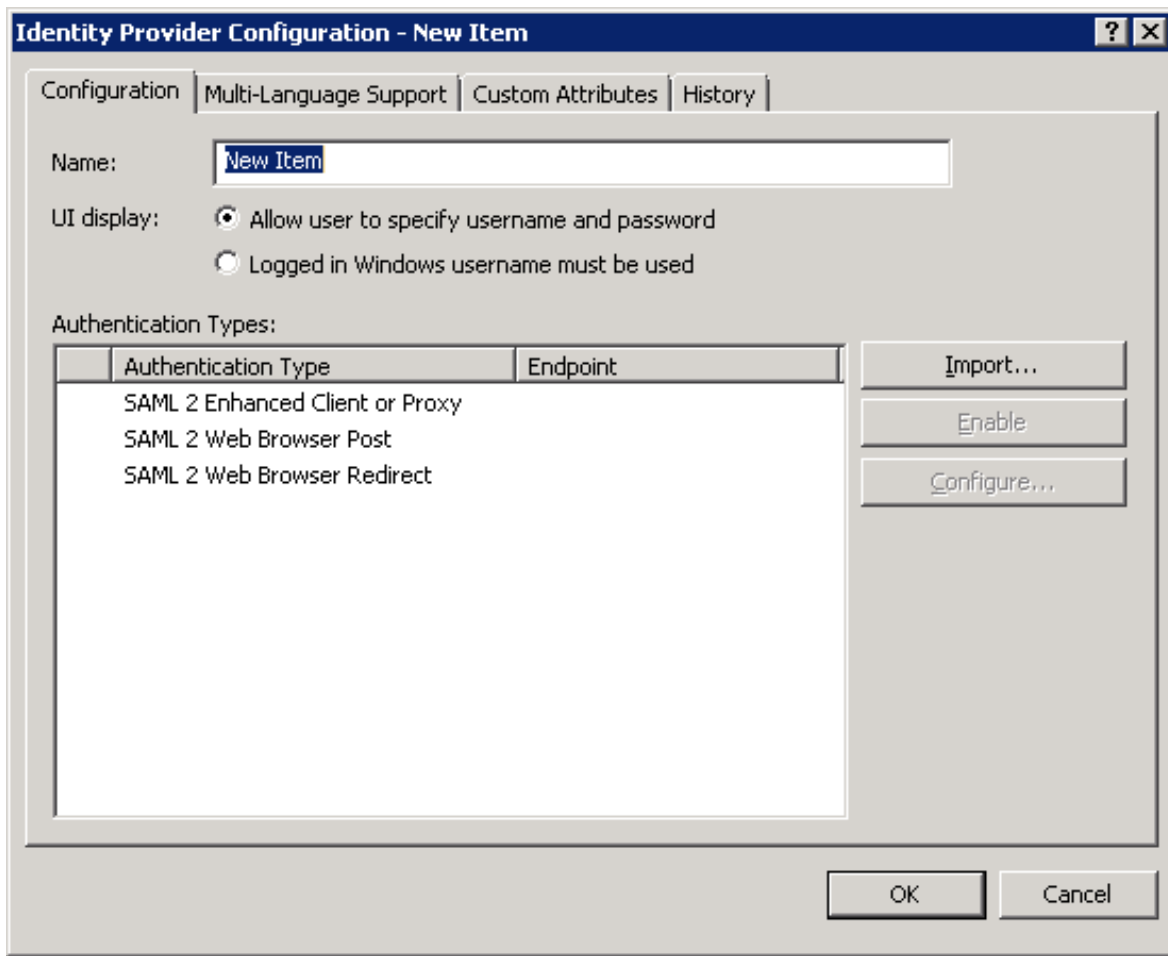 Identity Provider Configuration - New Item
Configuration Multi-Language Support Custom Attributes History
Name: New Item
UI display: Allow user to specify username and password
Logged in Windows username must be used
Authentication Types:
Authentication Type Endpoint Import...
SAML 2 Enhanced Client or Proxy
Enable
SAML 2 Web Browser Post
SAML 2 Web Browser Redirect Configure...
OK Cancel